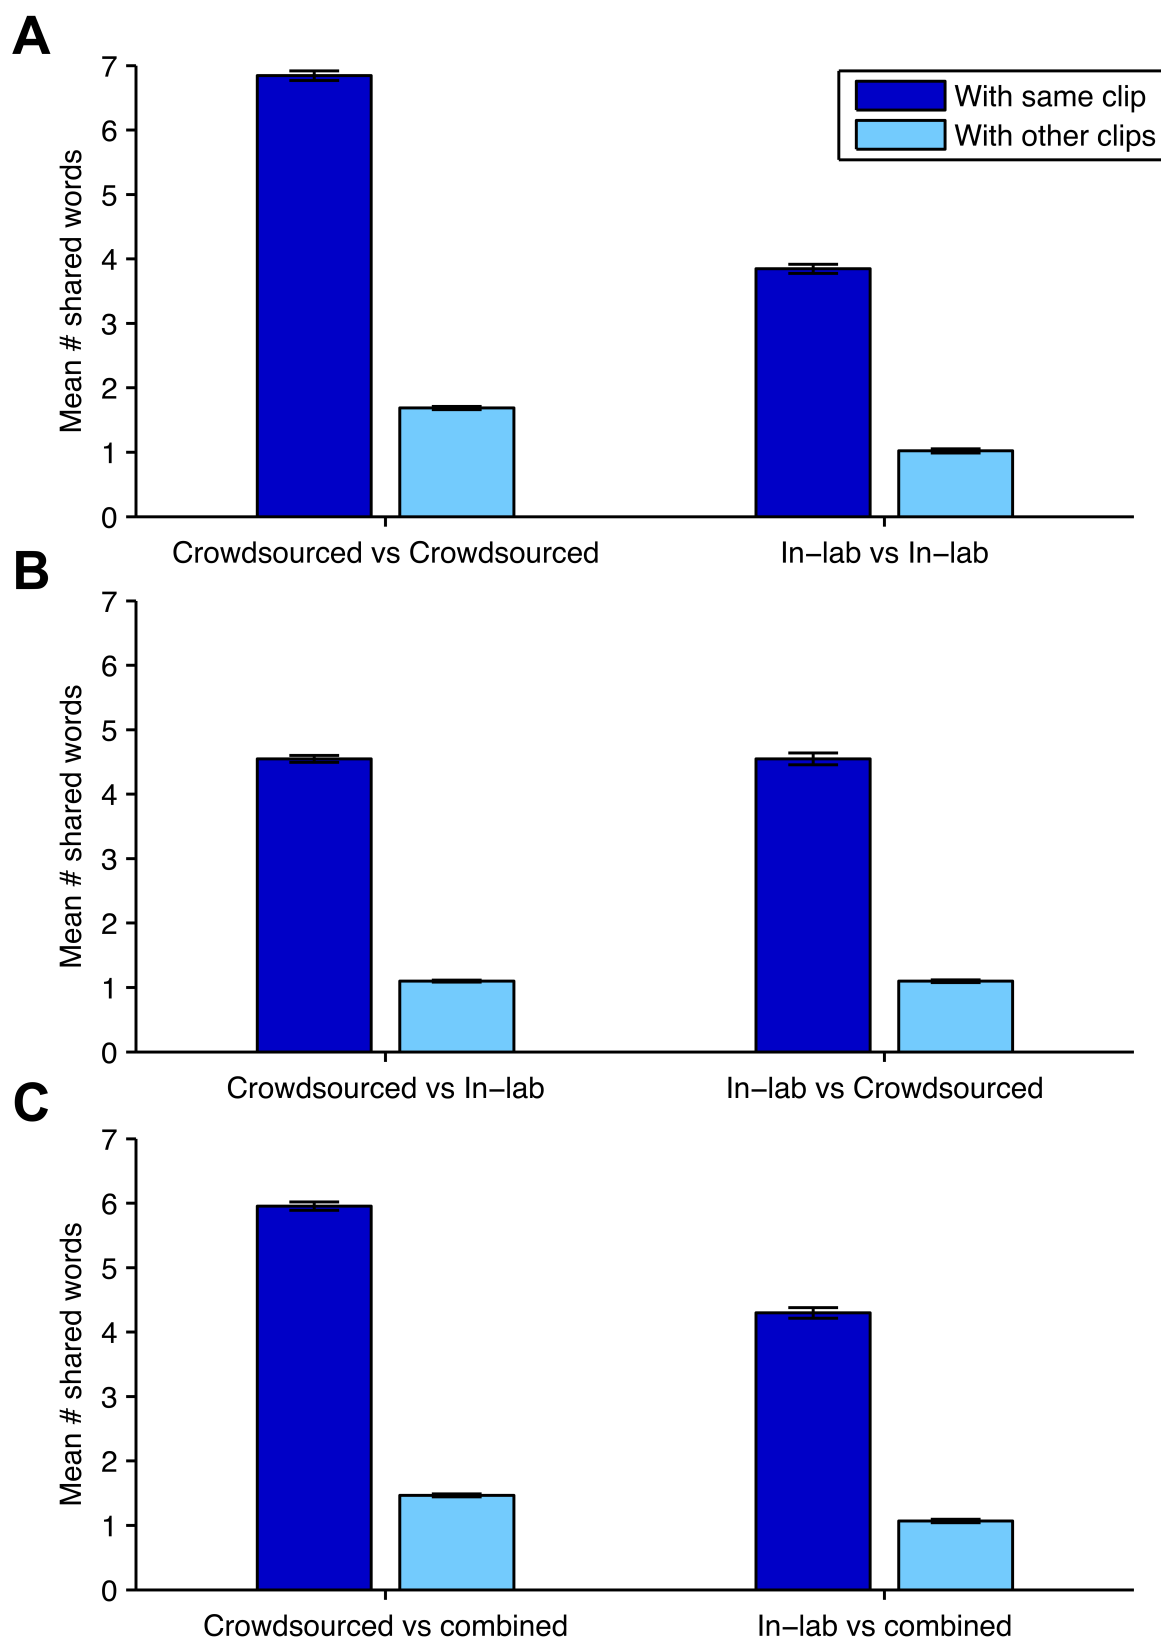 A
7
6
5
4
3
2
1
0
Mean # shared words
With same clip
With other clips
Crowdsourced vs Crowdsourced
In−lab vs In−lab
B
7
6
5
4
3
2
1
0
Mean # shared words
Crowdsourced vs In−lab
In−lab vs Crowdsourced
C
7
6
5
4
3
2
1
0
Mean # shared words
Crowdsourced vs combined
In−lab vs combined